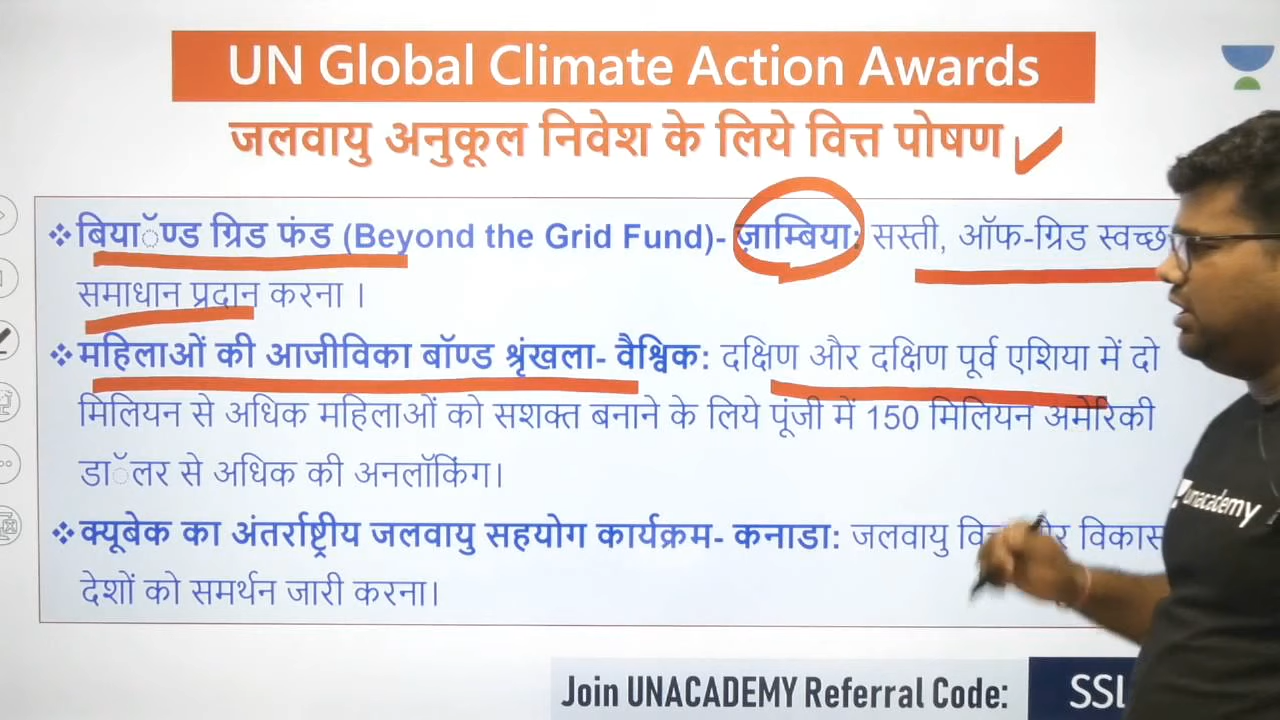 UN Global Climate Action Awards
जलवायु अनुकूल निवेश के लिये वित्त पोषण
❖ बियाॅण्ड ग्रिड फंड (Beyond the Grid Fund)- ज़ाम्बिया: सस्ती, ऑफ-ग्रिड स्वच्छ
समाधान प्रदान करना ।
❖ महिलाओं की आजीविका बॉण्ड श्रृंखला- वैश्विक: दक्षिण और दक्षिण पूर्व एशिया में दो
मिलियन से अधिक महिलाओं को सशक्त बनाने के लिये पूंजी में 150 मिलियन अमेरिकी
डाॅलर से अधिक की अनलॉकिंग।
❖ क्यूबेक का अंतर्राष्ट्रीय जलवायु सहयोग कार्यक्रम- कनाडा: जलवायु विकास
देशों को समर्थन जारी करना।
unacademy
Join UNACADEMY Referral Code: